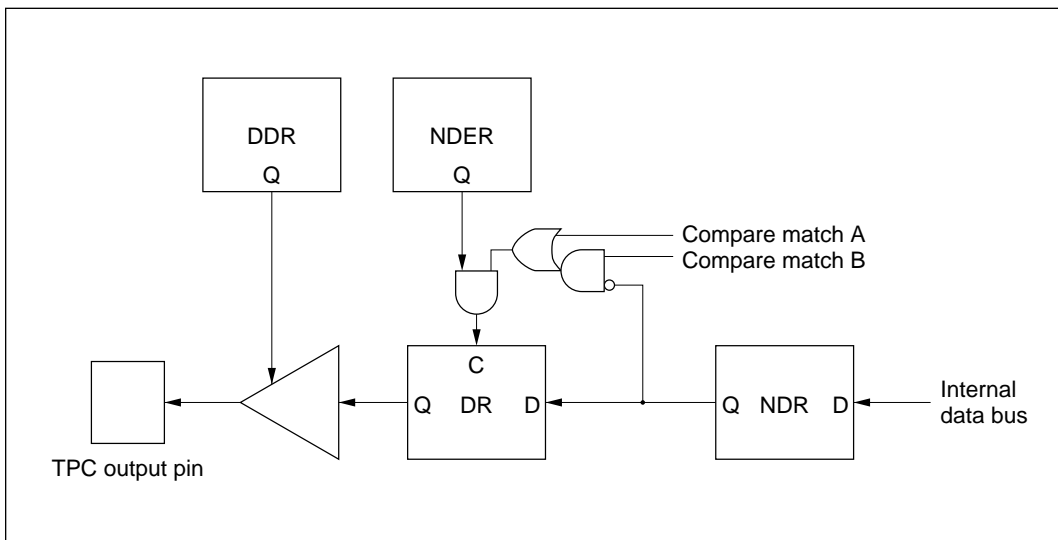 DDR
Q
NDER
Q
Compare match A
Compare match B
C
Q DR D
Q NDR D
Internal
data bus
TPC output pin